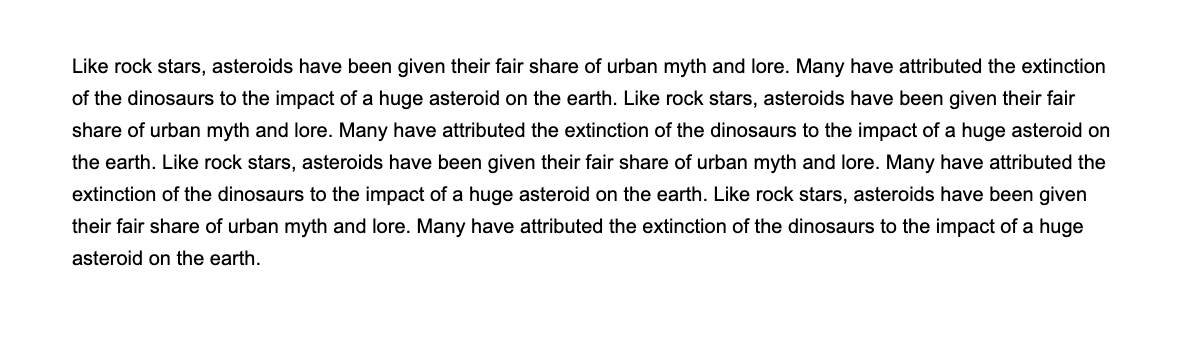 Like rock stars, asteroids have been given their fair share of urban myth and lore. Many have attributed the extinction
of the dinosaurs to the impact of a huge asteroid on the earth. Like rock stars, asteroids have been given their fair
share of urban myth and lore. Many have attributed the extinction of the dinosaurs to the impact of a huge asteroid on
the earth. Like rock stars, asteroids have been given their fair share of urban myth and lore. Many have attributed the
extinction of the dinosaurs to the impact of a huge asteroid on the earth. Like rock stars, asteroids have been given
their fair share of urban myth and lore. Many have attributed the extinction of the dinosaurs to the impact of a huge
asteroid on the earth.